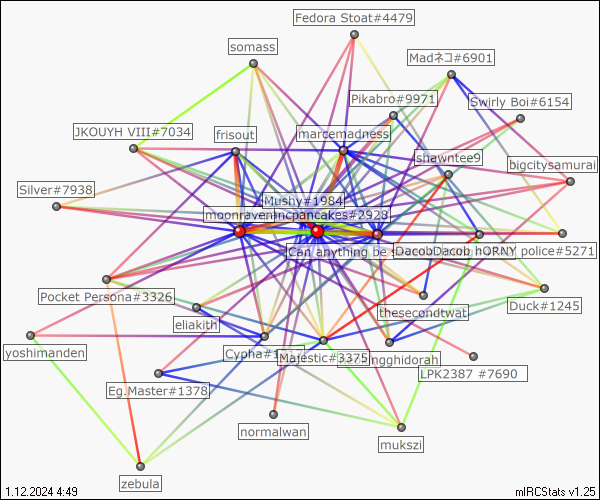 Fedora Stoat#4479
somass
Madネコ#6901
Pikabro#9971
Swirly Boi#6154
JKOUYH VIII#7034
frisout
marcemadness
shawntee9
bigcitysamurai
Silver#7938
Mushy#1984
moonraven
ncpancakes#2928
Can anything be
DacobDacob
HORNY police#5271
Pocket Persona#3326
Duck#1245
eliakith
thesecondtwat
yoshimanden
Cypha#1
Majestic#3375
ngghidorah
LPK2387 #7690
Eg.Master#1378
normalwan
mukszi
zebula
1.12.2024 4:49
mIRCStats v1.25